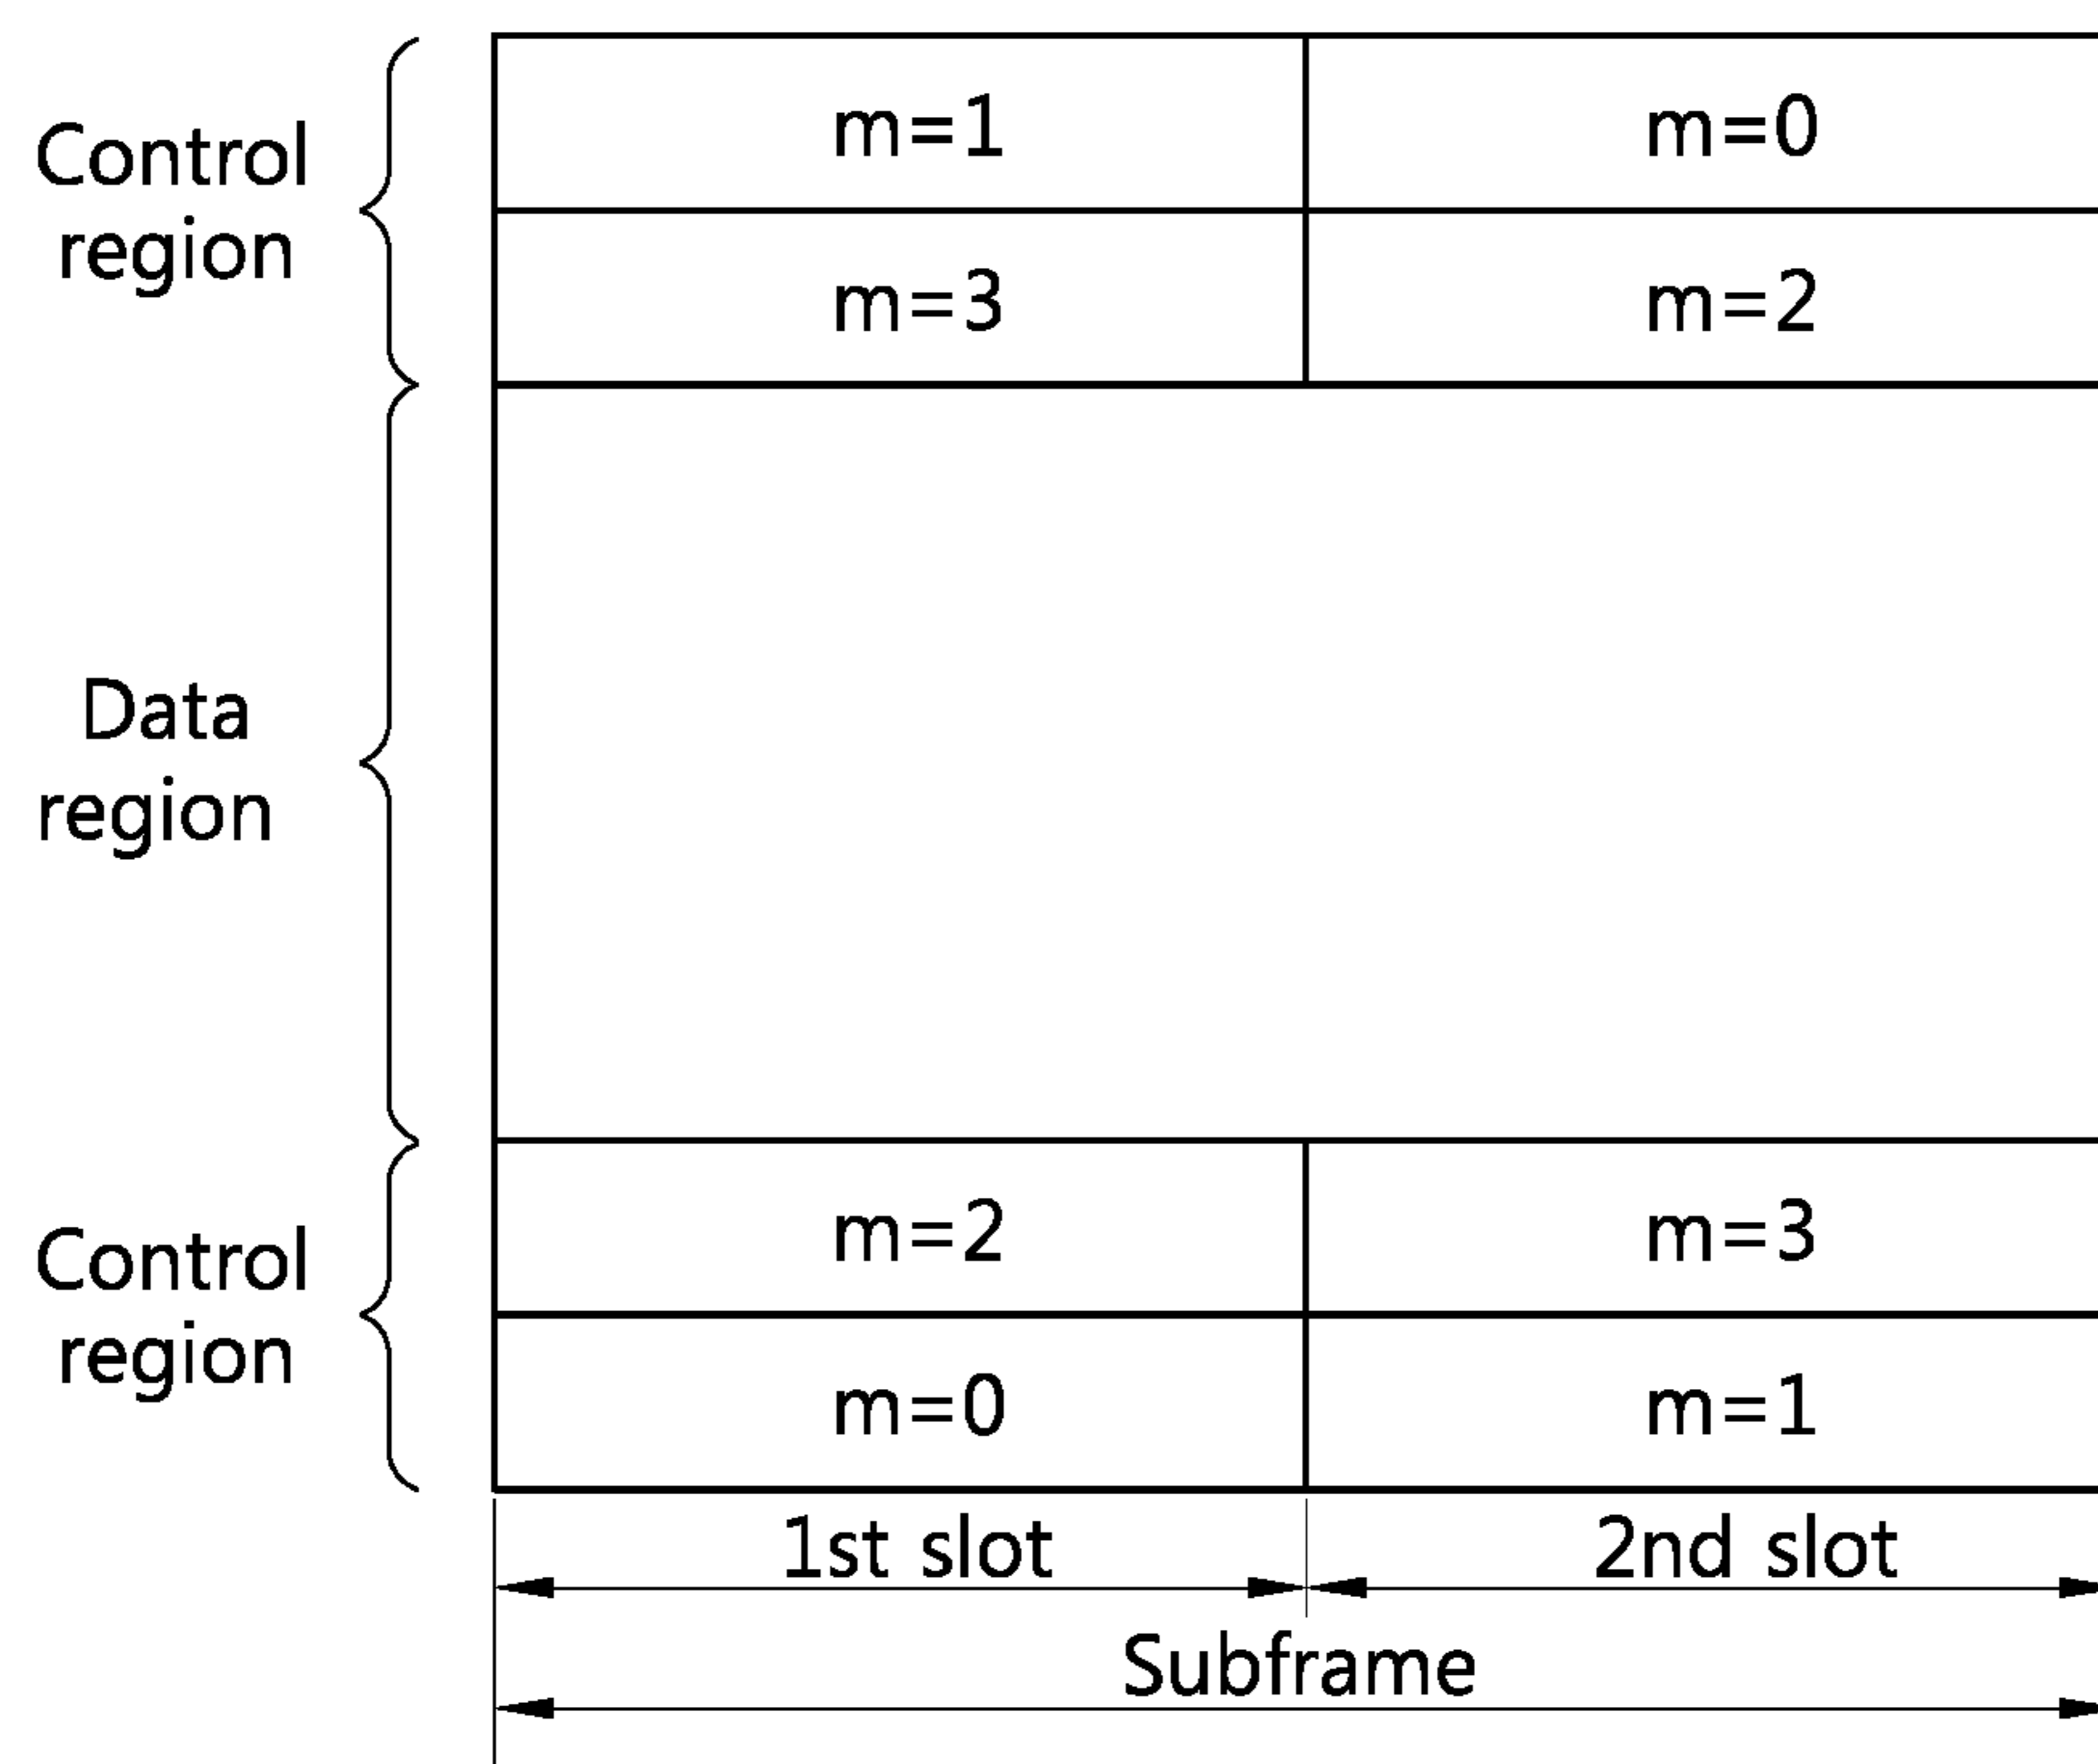 Control
region
m=1
m=0
m=3
m=2
Data
region
Control
region
m=2
m=3
m=0
m=1
1st slot
2nd slot
Subframe